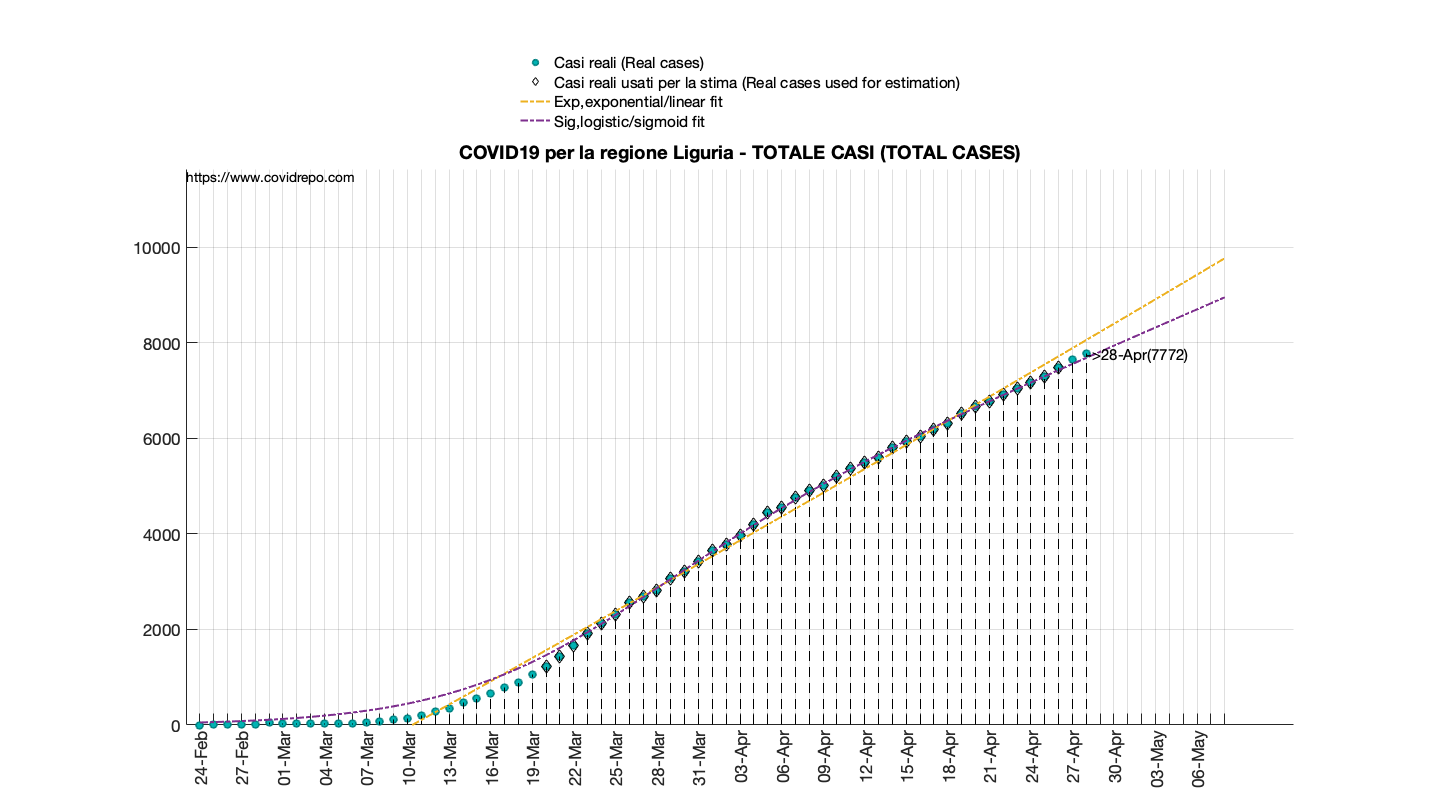 Casi reali (Real cases)
Casi reali usati per la stima (Real cases used for estimation)
Exp,exponential/linear fit
Sig,logistic/sigmoid fit
COVID19 per la regione Liguria - TOTALE CASI (TOTAL CASES)
https://www.covidrepo.com
10000
8000
6000
4000
2000
0
->28-Apr(7772)
24-Feb
27-Feb
01-Mar
04-Mar
07-Mar
10-Mar
13-Mar
16-Mar
19-Mar
22-Mar
25-Mar
28-Mar
31-Mar
03-Apr
06-Apr
09-Apr
12-Apr
15-Apr
18-Apr
21-Apr
24-Apr
27-Apr
30-Apr
03-May
06-May